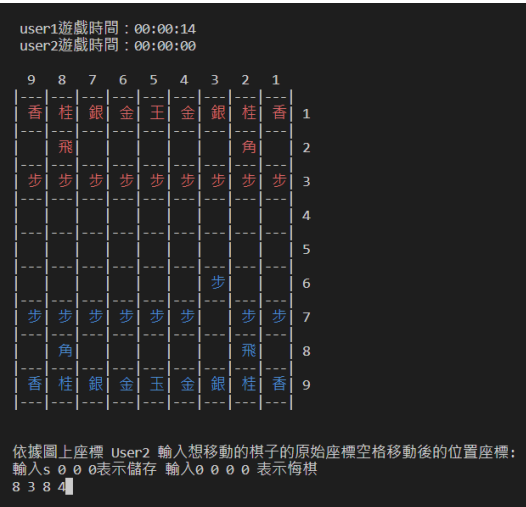 user1遊戲時間：00:00:14
user2遊戲時間：00:00:00
9 8 7 6 5 4 3 2 1
|---|---|---|---|---|---|---|---|---|
| 香| 桂| 銀| 金| 王| 金| 銀| 桂| 香| 1
|---|---|---|---|---|---|---|---|---|
| | 飛| | | | | | 角| | 2
|---|---|---|---|---|---|---|---|---|
| 步| 步| 步| 步| 步| 步| 步| 步| 步| 3
|---|---|---|---|---|---|---|---|---|
| | | | | | | | | | 4
|---|---|---|---|---|---|---|---|---|
| | | | | | | | | | 5
|---|---|---|---|---|---|---|---|---|
| | | | | | | 步| | | 6
|---|---|---|---|---|---|---|---|---|
| 步| 步| 步| 步| 步| 步| | 步| 步| 7
|---|---|---|---|---|---|---|---|---|
| | 角| | | | | | 飛| | 8
|---|---|---|---|---|---|---|---|---|
| 香| 桂| 銀| 金| 王| 金| 銀| 桂| 香| 9
|---|---|---|---|---|---|---|---|---|
依據圖上座標 User2 輸入想移動的棋子的原始座標空格移動後的位置座標:
輸入s 0 0 0表示儲存 輸入0 0 0 0 表示悔棋
8 3 8 4